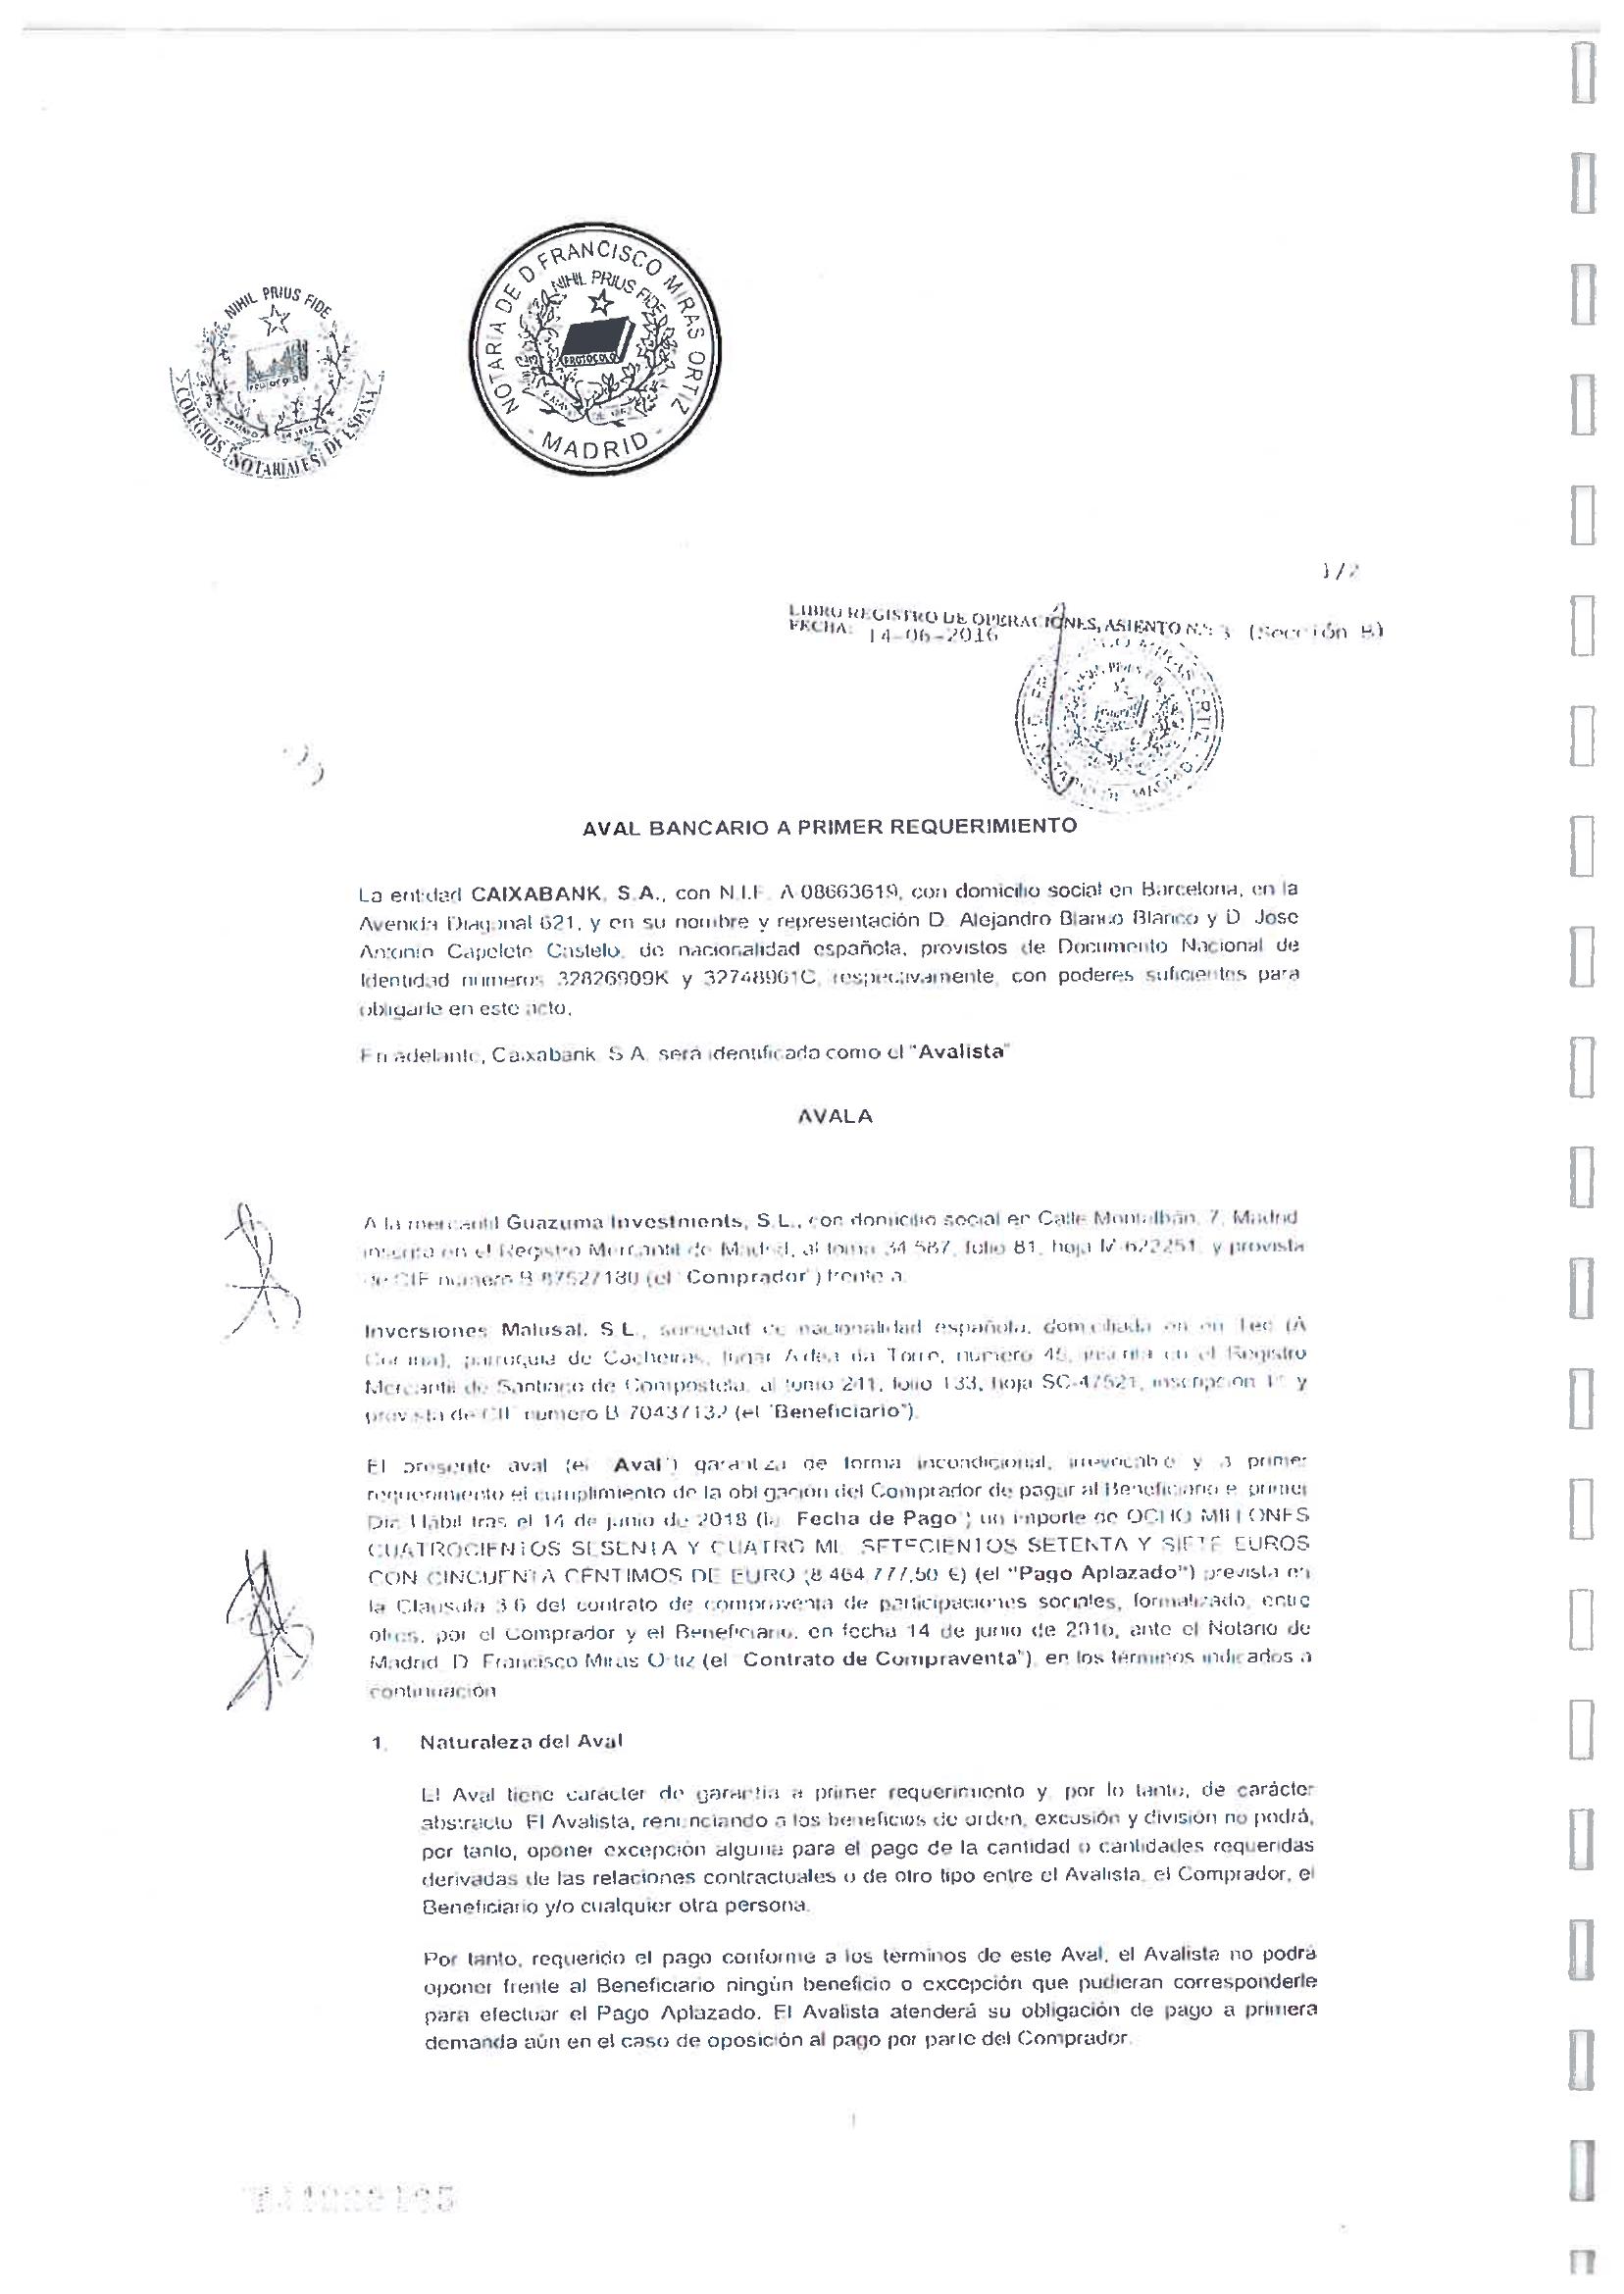 NIHIL PRIUS FIDE
COLEGIOS NOTARIALES DE ESPAÑA
NOTARIA DE D FRANCISCO MIRAS ORTIZ
NIHIL PRIUS FIDE
PROTOCOLO
- MADRID -
1/2
LIBRO REGISTRO DE OPERACIONES, ASIENTO N.º: 3 (Sección B)
FECHA: 14-06-2016
AVAL BANCARIO A PRIMER REQUERIMIENTO
La entidad CAIXABANK, S.A., con N.I.F. A-08663619, con domicilio social en Barcelona, en la
Avenida Diagonal 621, y en su nombre y representación D. Alejandro Blanco Blanco y D. Jose
Antonio Capelete Castelo, de nacionalidad española, provistos de Documento Nacional de
Identidad números 32826909K y 32748961C, respectivamente, con poderes suficientes para
obligarle en este acto.
En adelante, Caixabank S.A. será identificada como el "Avalista"
AVALA
A la mercantil Guazuma Investments, S.L., con domicilio social en Calle Montalbán, 7, Madrid
inscrita en el Registro Mercantil de Madrid, al tomo 34.587, folio 81, hoja M-622251, y provista
de CIF número B-87527180 (el "Comprador") frente a
Inversiones Malusal, S.L., sociedad de nacionalidad española, domiciliada en en Teo (A
Coruña), parroquia de Cacheiras, lugar Aldea da Torre, número 45, inscrita en el Registro
Mercantil de Santiago de Compostela, al tomo 241, folio 133, hoja SC-47521, inscripción 1ª y
provista de CIF número B-70437132 (el "Beneficiario").
El presente aval (el "Aval") garantiza de forma incondicional, irrevocable y a primer
requerimiento el cumplimiento de la obligación del Comprador de pagar al Beneficiario el primer
Día Hábil tras el 14 de junio de 2018 (la "Fecha de Pago") un importe de OCHO MILLONES
CUATROCIENTOS SESENTA Y CUATRO MIL SETECIENTOS SETENTA Y SIETE EUROS
CON CINCUENTA CÉNTIMOS DE EURO (8.464.777,50 €) (el "Pago Aplazado") prevista en
la Cláusula 3.6 del contrato de compraventa de participaciones sociales, formalizado, entre
otros, por el Comprador y el Beneficiario, en fecha 14 de junio de 2016, ante el Notario de
Madrid D. Francisco Miras Ortiz (el "Contrato de Compraventa"), en los términos indicados a
continuación
1. Naturaleza del Aval
El Aval tiene carácter de garantía a primer requerimiento y, por lo tanto, de carácter
abstracto. El Avalista, renunciando a los beneficios de orden, excusión y división no podrá,
por tanto, oponer excepción alguna para el pago de la cantidad o cantidades requeridas
derivadas de las relaciones contractuales o de otro tipo entre el Avalista, el Comprador, el
Beneficiario y/o cualquier otra persona.
Por tanto, requerido el pago conforme a los términos de este Aval, el Avalista no podrá
oponer frente al Beneficiario ningún beneficio o excepción que pudieran corresponderle
para efectuar el Pago Aplazado. El Avalista atenderá su obligación de pago a primera
demanda aún en el caso de oposición al pago por parte del Comprador.
1